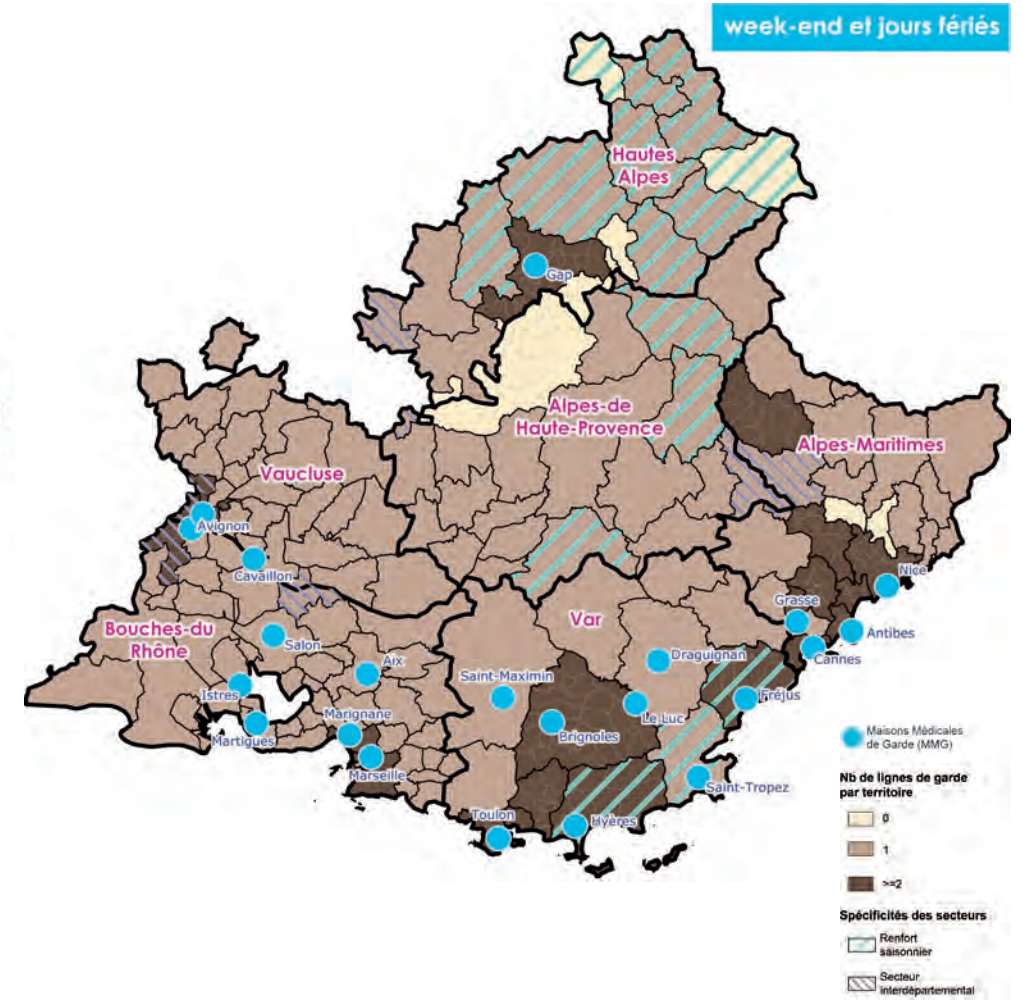 week-end et jours fériés
Hautes
Alpes
Gap
Alpes-de
Haute-Provence
Alpes-Maritimes
Vaucluse
Avignon
Cavaillon
Nice
Grasse
Var
Bouches-du
Rhône
Salon
Antibes
Cannes
Draguignan
Aix
Saint-Maximin
Istres
Fréjus
Le Luc
Marignane
Brignoles
Martigues
Marseille
Saint-Tropez
Toulon
Hyères
Maisons Médicales
de Garde (MMG)
Nb de lignes de garde
par territoire
0
1
>=2
Spécificités des secteurs
Renfort
saisonnier
Secteur
interdépartemental